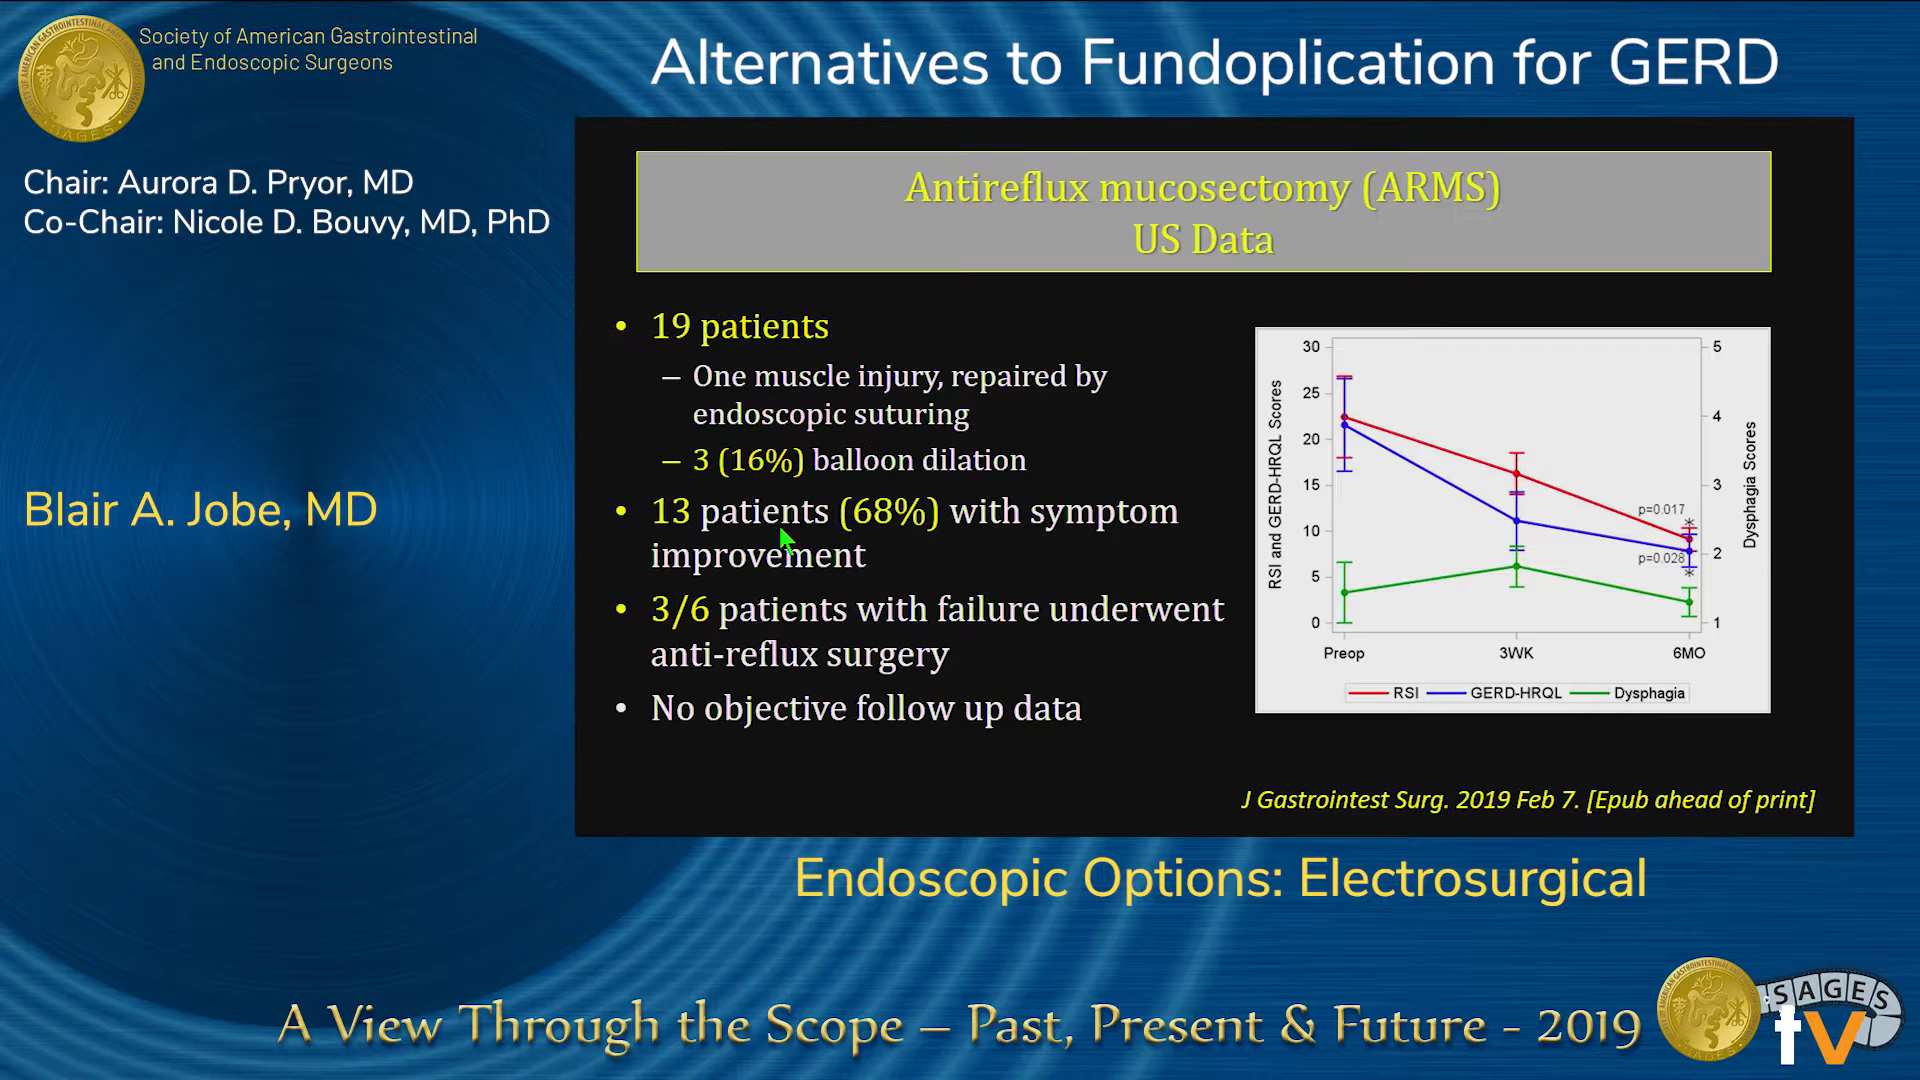 Society of American Gastrointestinal
and Endoscopic Surgeons
Alternatives to Fundoplication for GERD
Chair: Aurora D. Pryor, MD
Co-Chair: Nicole D. Bouvy, MD, PhD
Blair A. Jobe, MD
Antireflux mucosectomy (ARMS)
US Data
• 19 patients
– One muscle injury, repaired by
endoscopic suturing
– 3 (16%) balloon dilation
• 13 patients (68%) with symptom
improvement
• 3/6 patients with failure underwent
anti-reflux surgery
• No objective follow up data
RSI and GERD-HRQL Scores
30
25
20
15
10
5
0
5
4
3
2
1
Dysphagia Scores
p=0.017
*
p=0.028
*
Preop 3WK 6MO
RSI GERD-HRQL Dysphagia
J Gastrointest Surg. 2019 Feb 7. [Epub ahead of print]
Endoscopic Options: Electrosurgical
A View Through the Scope – Past, Present & Future - 2019
SAGES
tv